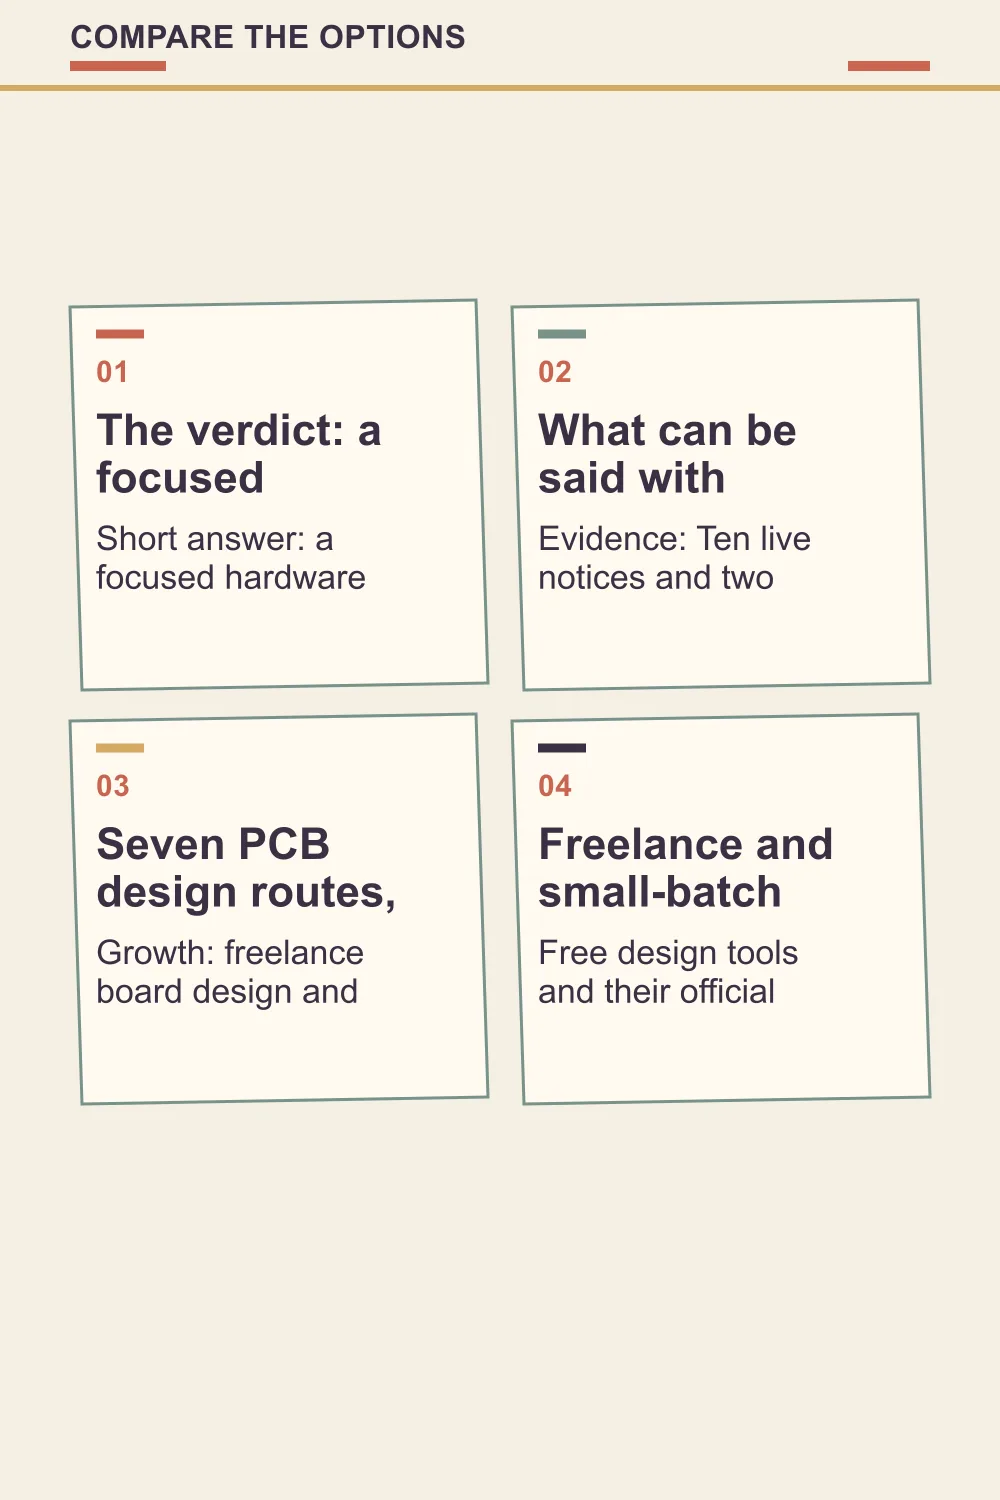 COMPARE THE OPTIONS
01
The verdict: a
focused
Short answer: a
focused hardware
02
What can be
said with
Evidence: Ten live
notices and two
03
Seven PCB
design routes,
Growth: freelance
board design and
04
Freelance and
small-batch
Free design tools
and their official